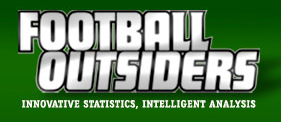 FOOTBALL
OUTSIDERS
INNOVATIVE STATISTICS, INTELLIGENT ANALYSIS